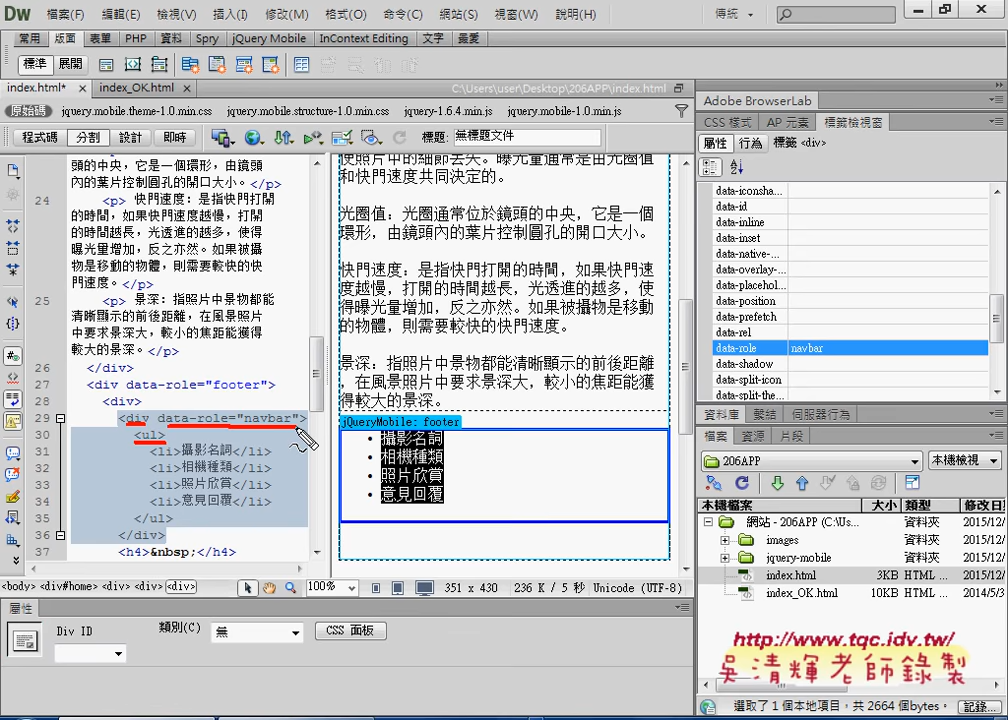 Dw 檔案(F) 編輯(E) 檢視(V) 插入(I) 修改(M) 格式(O) 命令(C) 網站(S) 視窗(W) 說明(H) 傳統
常用 版面 表單 PHP 資料 Spry jQuery Mobile InContext Editing 文字 最愛
標準 展開
index.html* × index_OK.html × C:\Users\user\Desktop\206APP\index.html
原始碼 jquery.mobile.theme-1.0.min.css jquery.mobile.structure-1.0.min.css jquery-1.6.4.min.js jquery.mobile-1.0.min.js
程式碼 分割 設計 即時 標題: 無標題文件
頭的中央，它是一個環形，由鏡頭
內的葉片控制圓孔的開口大小。</p>
24 <p> 快門速度：是指快門打開
的時間，如果快門速度越慢，打開
的時間越長，光透進的越多，使得
曝光量增加，反之亦然。如果被攝
物是移動的物體，則需要較快的快
門速度。</p>
25 <p> 景深：指照片中景物都能
清晰顯示的前後距離，在風景照片
中要求景深大，較小的焦距能獲得
較大的景深。</p>
26 </div>
27 <div data-role="footer">
28 <div>
29 <div data-role="navbar">
30 <ul>
31 <li>攝影名詞</li>
32 <li>相機種類</li>
33 <li>照片欣賞</li>
34 <li>意見回覆</li>
35 </ul>
36 </div>
37 <h4>&nbsp;</h4>
使照片中的細節丟失。曝光量通常是由光圈值
和快門速度共同決定的。
光圈值：光圈通常位於鏡頭的中央，它是一個
環形，由鏡頭內的葉片控制圓孔的開口大小。
快門速度：是指快門打開的時間，如果快門速
度越慢，打開的時間越長，光透進的越多，使
得曝光量增加，反之亦然。如果被攝物是移動
的物體，則需要較快的快門速度。
景深：指照片中景物都能清晰顯示的前後距離
，在風景照片中要求景深大，較小的焦距能獲
得較大的景深。
jQueryMobile: footer
• 攝影名詞
• 相機種類
• 照片欣賞
• 意見回覆
<body> <div#home> <div> <div> <div> 100% 351 x 430 236 K / 5 秒 Unicode (UTF-8)
屬性
Div ID 類別(C) 無 CSS 面板
Adobe BrowserLab
CSS 樣式 AP 元素 標籤檢視窗
屬性 行為 標籤 <div>
data-iconsha...
data-id
data-inline
data-inset
data-native-...
data-overlay-...
data-placehol...
data-position
data-prefetch
data-rel
data-role navbar
data-shadow
data-split-icon
data-split-the...
資料庫 繫結 伺服器行為
檔案 資源 片段
206APP 本機檢視
本機檔案 大小 類型 修改日
網站 - 206APP (C:\Us... 資料夾 2015/12
images 資料夾 2015/12
jquery-mobile 資料夾 2015/12
index.html 3KB HTML ... 2015/12
index_OK.html 10KB HTML ... 2014/5/3
http://www.tqc.idv.tw/
吳清輝老師錄製
選取了 1 個本地項目，共 2664 個bytes。 記錄...